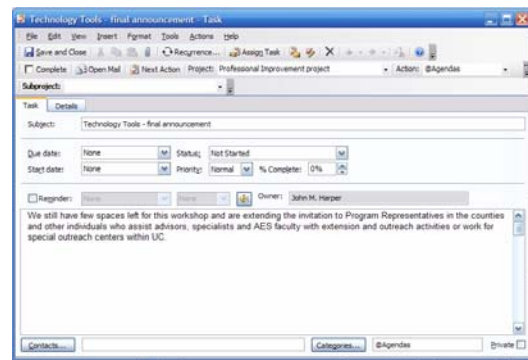 Technology Tools - final announcement - Task
File Edit View Insert Format Tools Actions Help
Save and Close Recurrence... Assign Task
Complete Open Mail Next Action Project: Professional Improvement project Action: @Agendas
Subproject:
Task Details
Subject: Technology Tools - final announcement
Due date: None Status: Not Started
Start date: None Priority: Normal % Complete: 0%
Reminder: None None Owner: John M. Harper
We still have few spaces left for this workshop and are extending the invitation to Program Representatives in the counties
and other individuals who assist advisors, specialists and AES faculty with extension and outreach activities or work for
special outreach centers within UC.
Contacts... Categories... @Agendas Private